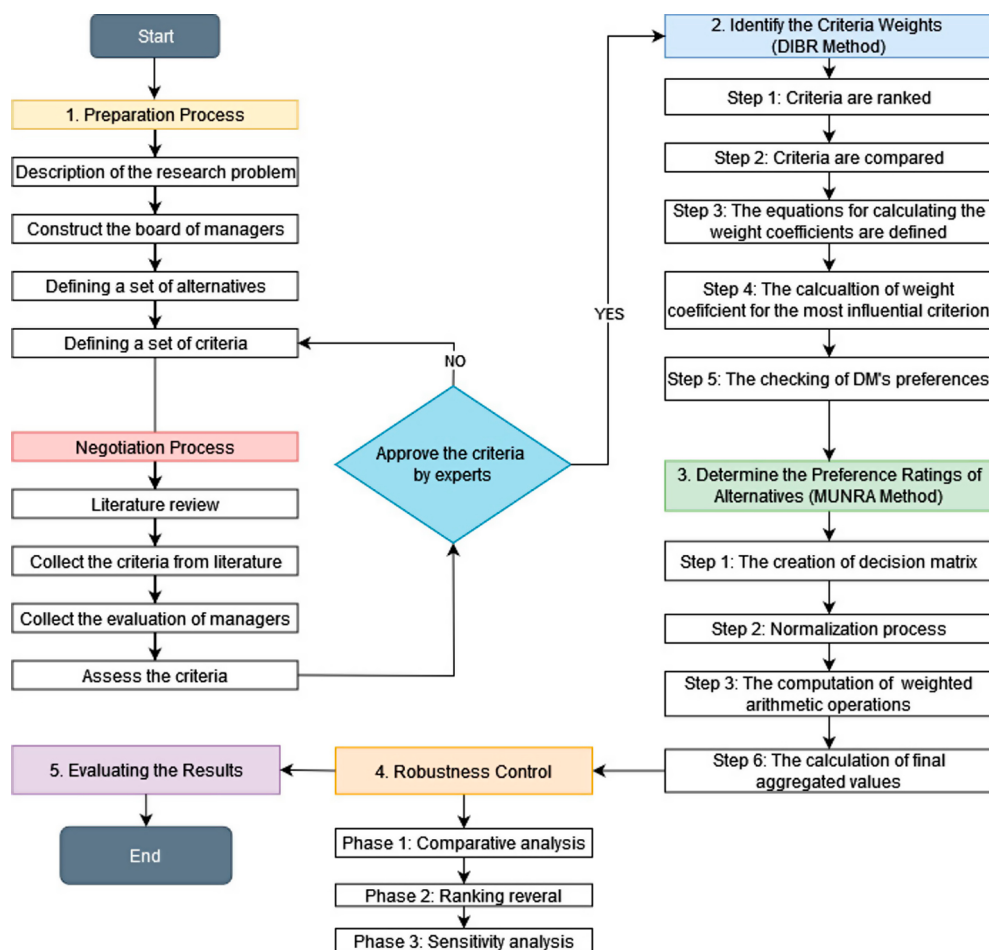 Start
1. Preparation Process
Description of the research problem
Construct the board of managers
Defining a set of alternatives
Defining a set of criteria
Negotiation Process
Literature review
Collect the criteria from literature
Collect the evaluation of managers
Assess the criteria
NO
Approve the criteria
by experts
YES
2. Identify the Criteria Weights
(DIBR Method)
Step 1: Criteria are ranked
Step 2: Criteria are compared
Step 3: The equations for calculating the
weight coefficients are defined
Step 4: The calcualtion of weight
coeifcient for the most influential criterion
Step 5: The checking of DM's preferences
3. Determine the Preference Ratings of
Alternatives (MUNRA Method)
Step 1: The creation of decision matrix
Step 2: Normalization process
Step 3: The computation of weighted
arithmetic operations
Step 6: The calculation of final
aggregated values
4. Robustness Control
Phase 1: Comparative analysis
Phase 2: Ranking reveral
Phase 3: Sensitivity analysis
5. Evaluating the Results
End